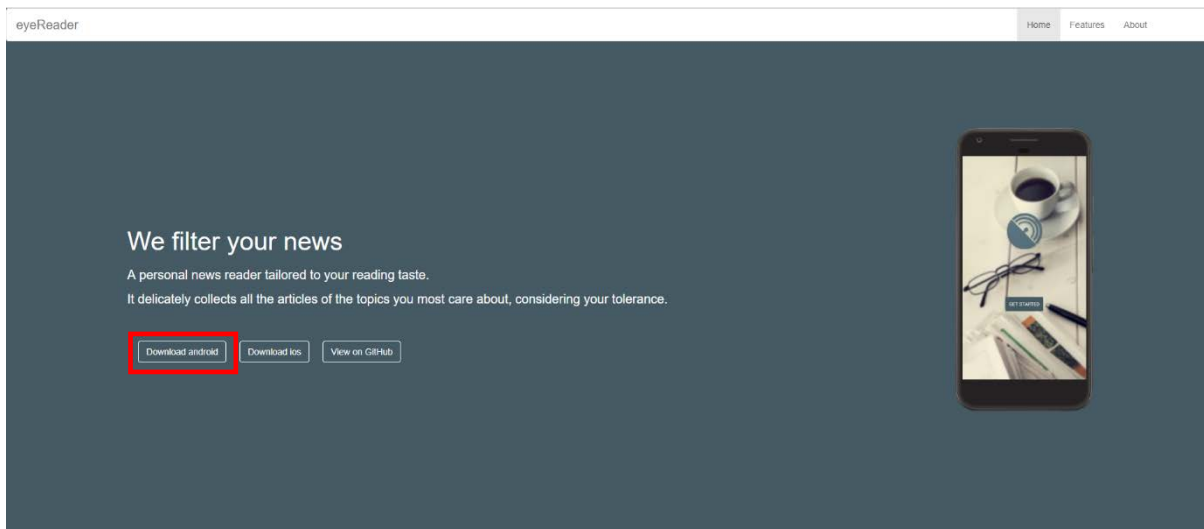 eyeReader
Home Features About
We filter your news
A personal news reader tailored to your reading taste.
It delicately collects all the articles of the topics you most care about, considering your tolerance.
GET STARTED
Download android Download ios View on GitHub